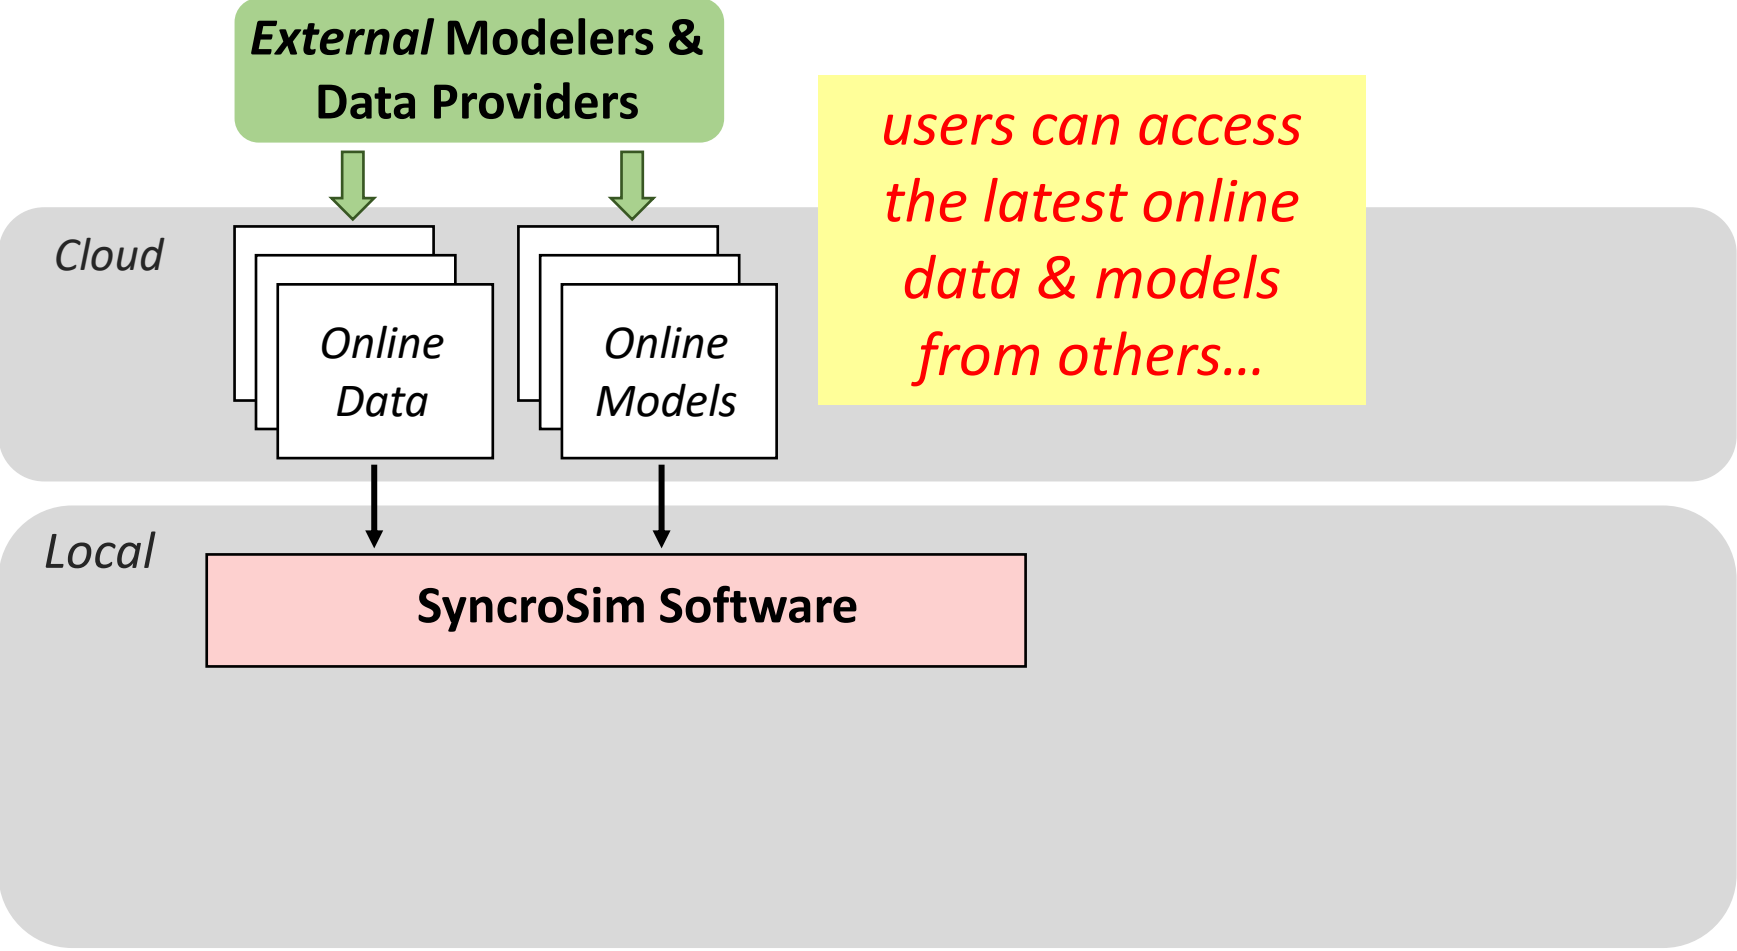 External Modelers &
Data Providers
users can access
the latest online
data & models
from others…
Cloud
Online
Data
Online
Models
Local
SyncroSim Software